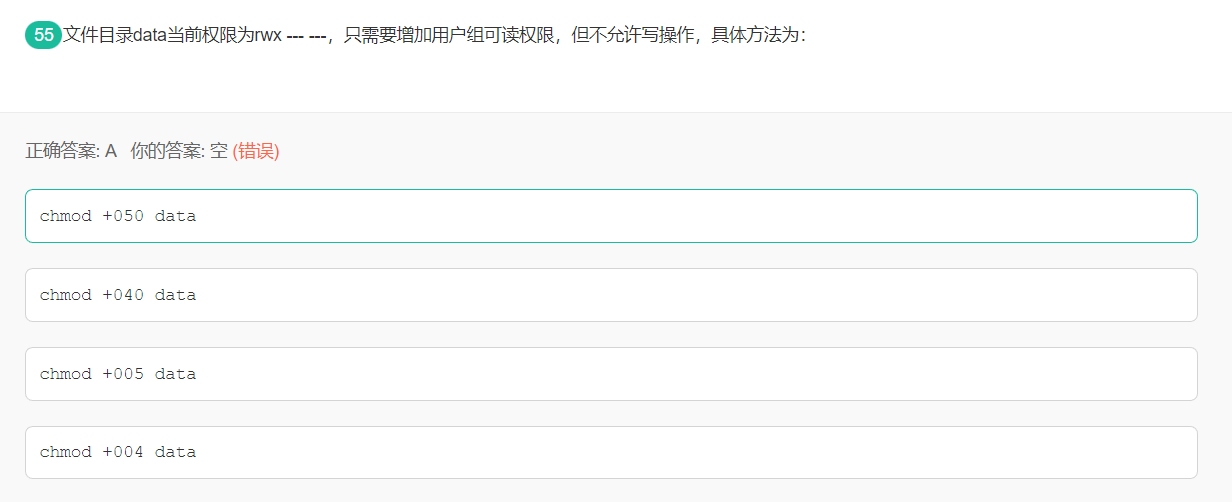 55 文件目录data当前权限为rwx --- ---，只需要增加用户组可读权限，但不允许写操作，具体方法为：
正确答案: A 你的答案: 空 (错误)
chmod +050 data
chmod +040 data
chmod +005 data
chmod +004 data